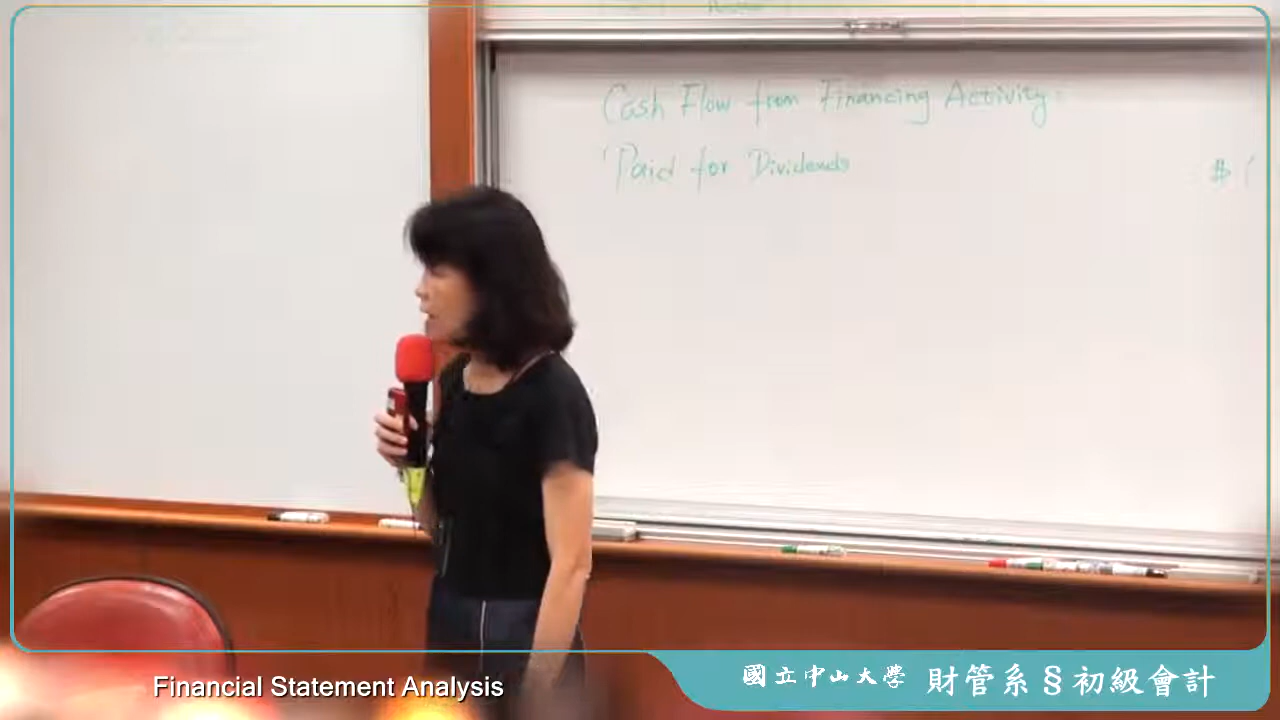 Cash Flow from Financing Activity:
Paid for Dividends $ (
Financial Statement Analysis
國立中山大學 財管系§初級會計